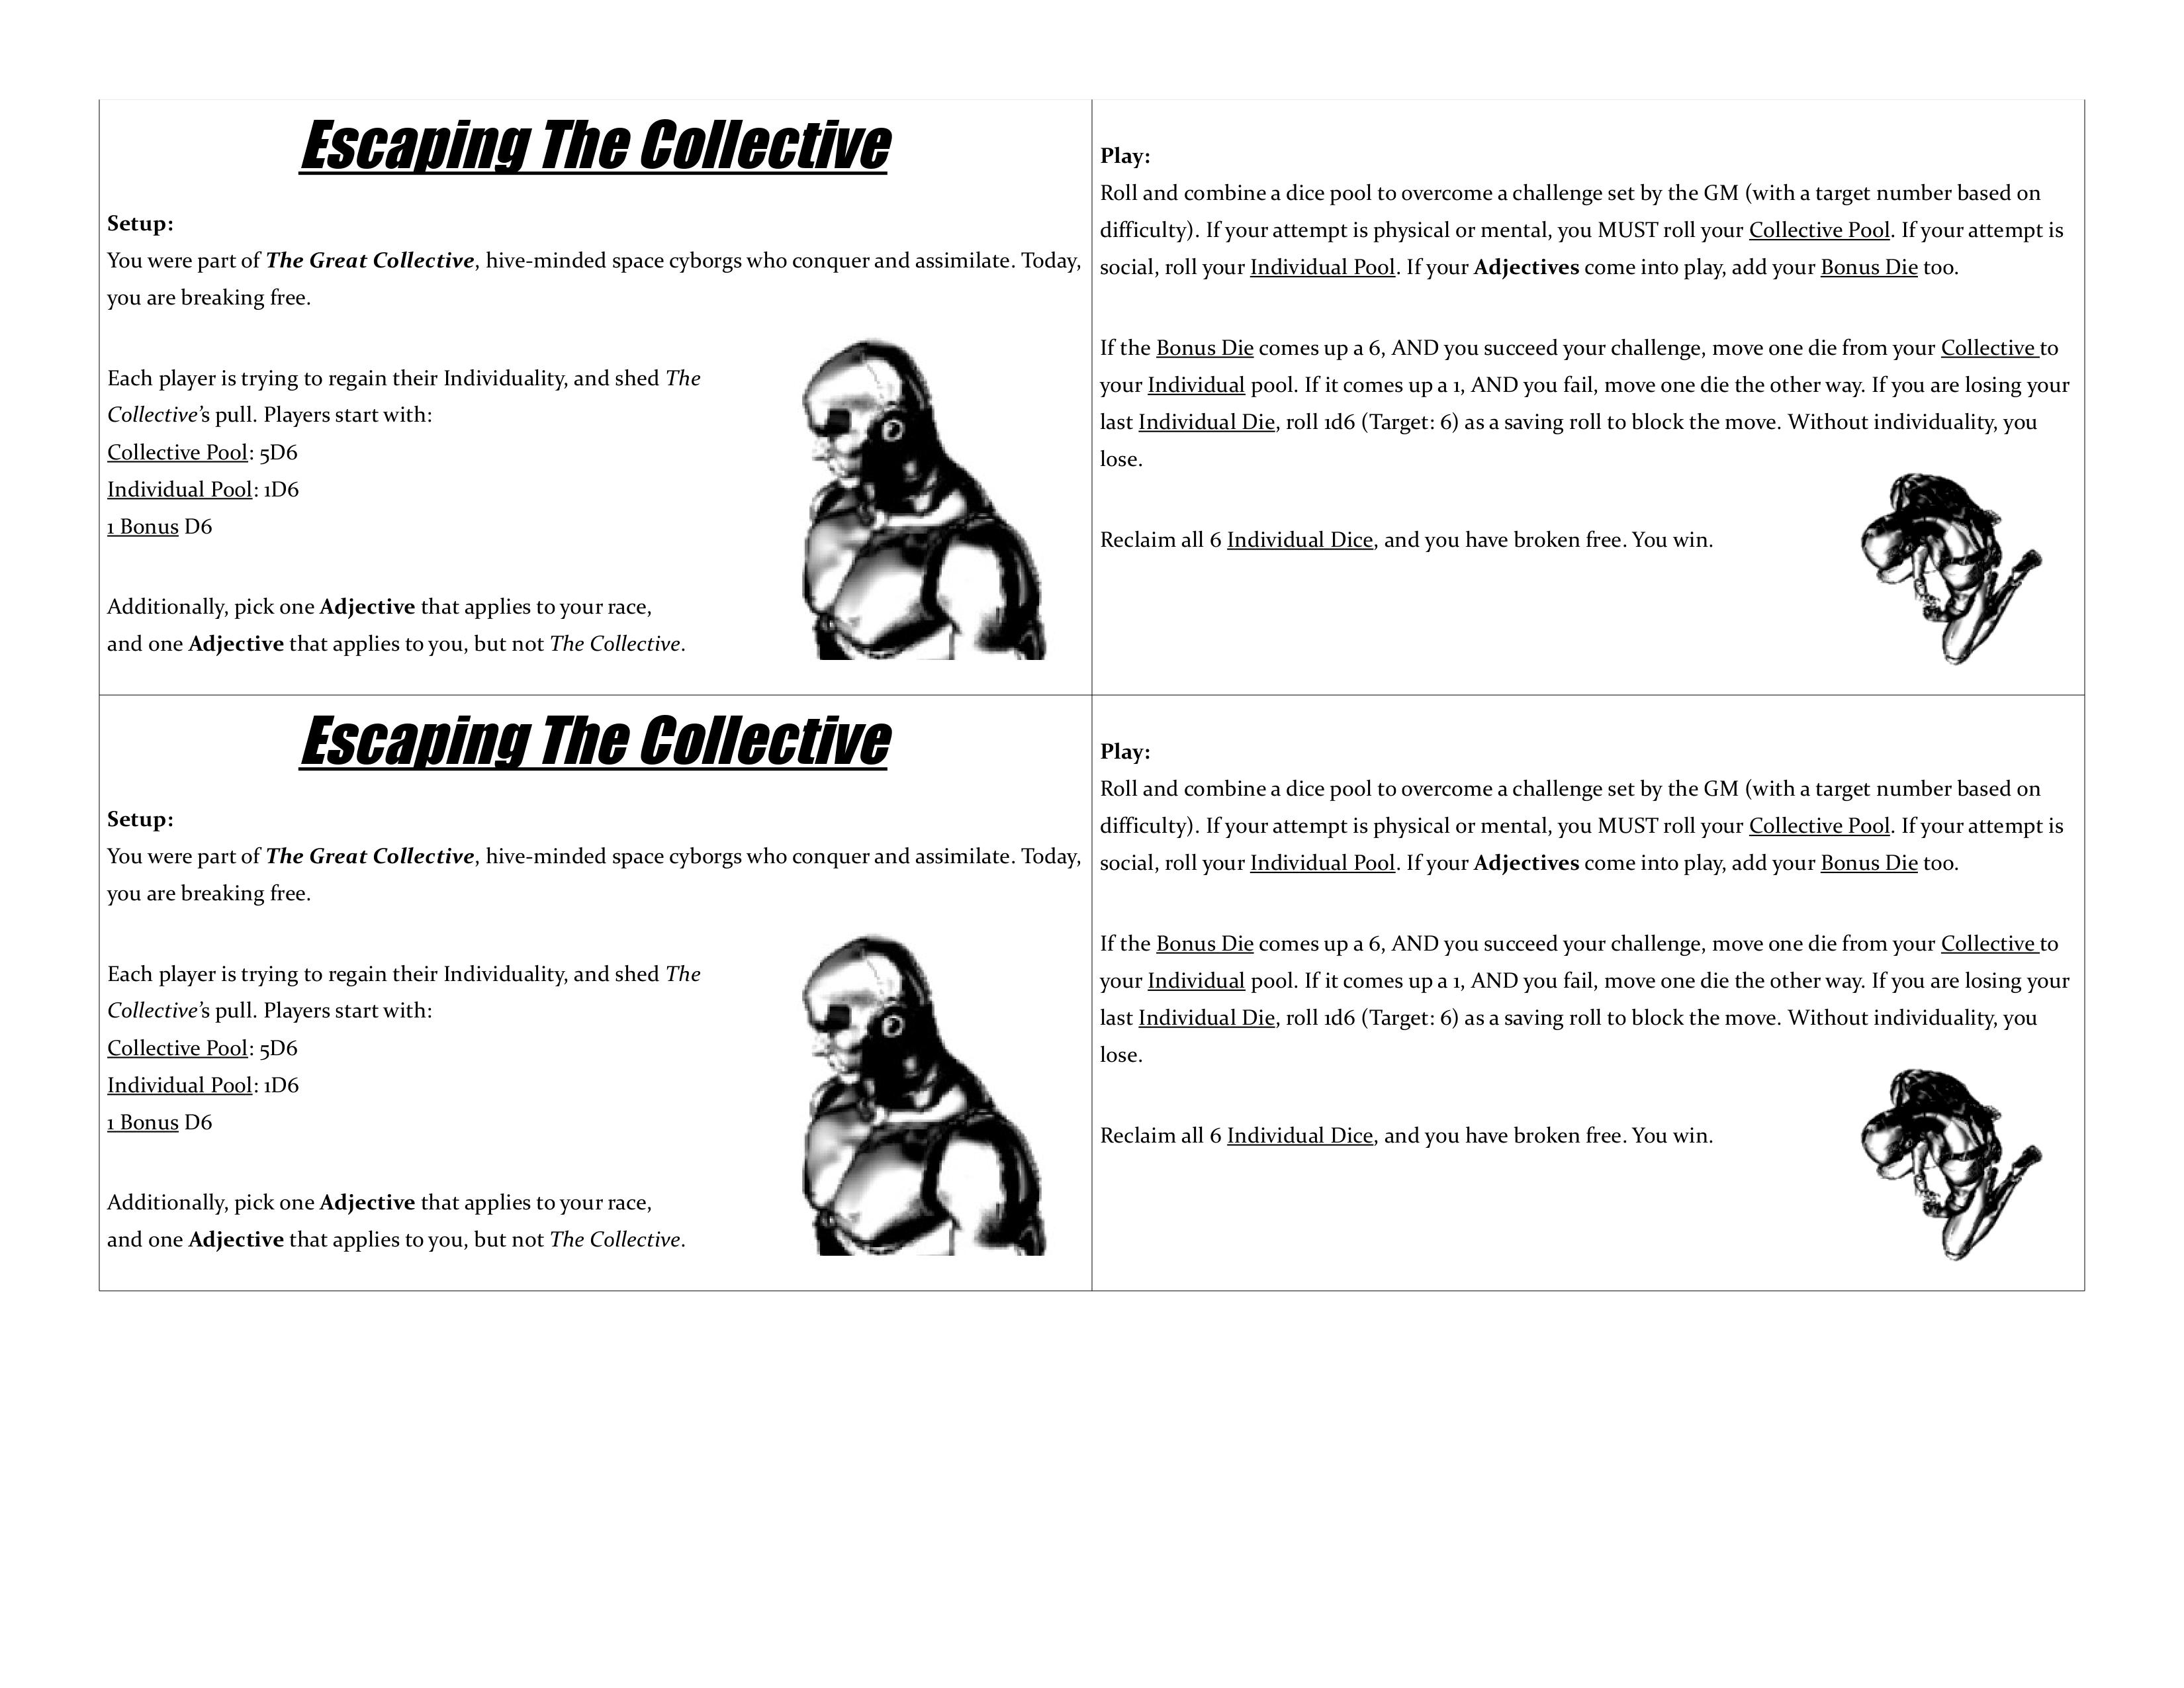 Escaping The Collective
Setup:
You were part of The Great Collective, hive-minded space cyborgs who conquer and assimilate. Today,
you are breaking free.
Each player is trying to regain their Individuality, and shed The
Collective’s pull. Players start with:
Collective Pool: 5D6
Individual Pool: 1D6
1 Bonus D6
Additionally, pick one Adjective that applies to your race,
and one Adjective that applies to you, but not The Collective.
Play:
Roll and combine a dice pool to overcome a challenge set by the GM (with a target number based on
difficulty). If your attempt is physical or mental, you MUST roll your Collective Pool. If your attempt is
social, roll your Individual Pool. If your Adjectives come into play, add your Bonus Die too.
If the Bonus Die comes up a 6, AND you succeed your challenge, move one die from your Collective to
your Individual pool. If it comes up a 1, AND you fail, move one die the other way. If you are losing your
last Individual Die, roll 1d6 (Target: 6) as a saving roll to block the move. Without individuality, you
lose.
Reclaim all 6 Individual Dice, and you have broken free. You win.
Escaping The Collective
Setup:
You were part of The Great Collective, hive-minded space cyborgs who conquer and assimilate. Today,
you are breaking free.
Each player is trying to regain their Individuality, and shed The
Collective’s pull. Players start with:
Collective Pool: 5D6
Individual Pool: 1D6
1 Bonus D6
Additionally, pick one Adjective that applies to your race,
and one Adjective that applies to you, but not The Collective.
Play:
Roll and combine a dice pool to overcome a challenge set by the GM (with a target number based on
difficulty). If your attempt is physical or mental, you MUST roll your Collective Pool. If your attempt is
social, roll your Individual Pool. If your Adjectives come into play, add your Bonus Die too.
If the Bonus Die comes up a 6, AND you succeed your challenge, move one die from your Collective to
your Individual pool. If it comes up a 1, AND you fail, move one die the other way. If you are losing your
last Individual Die, roll 1d6 (Target: 6) as a saving roll to block the move. Without individuality, you
lose.
Reclaim all 6 Individual Dice, and you have broken free. You win.